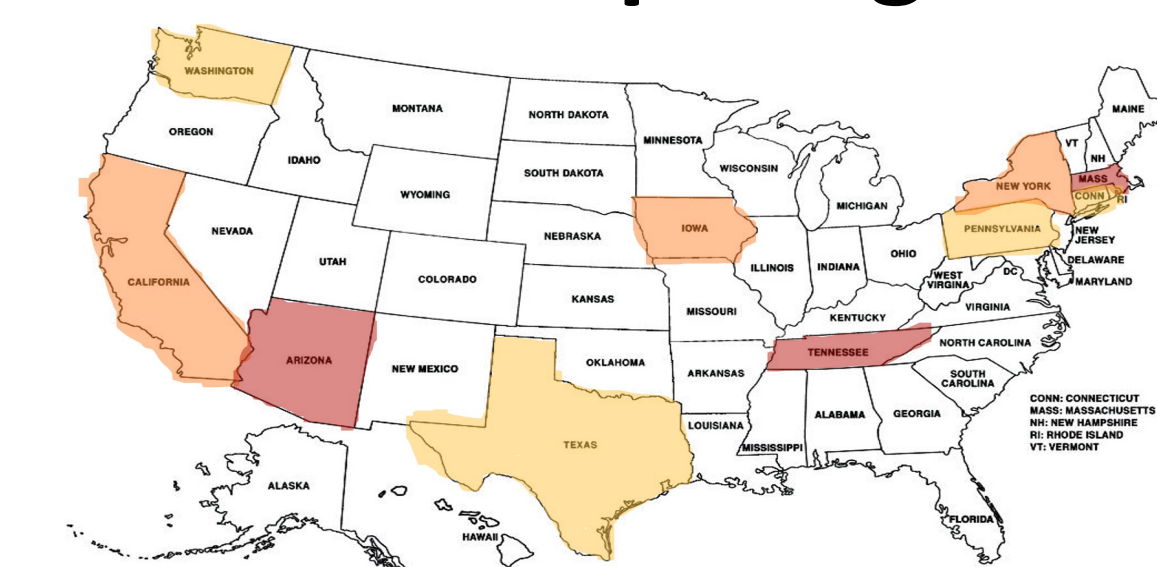 WASHINGTON
MONTANA
NORTH DAKOTA
MINNESOTA
MAINE
OREGON
IDAHO
VT
NH
WISCONSIN
SOUTH DAKOTA
WYOMING
NEW YORK
MASS
CONN
RI
MICHIGAN
NEVADA
NEBRASKA
IOWA
PENNSYLVANIA
NEW
JERSEY
UTAH
COLORADO
ILLINOIS
INDIANA
OHIO
DELAWARE
CALIFORNIA
WEST
VIRGINA
DC
MARYLAND
KANSAS
MISSOURI
KENTUCKY
VIRGINIA
ARIZONA
NEW MEXICO
OKLAHOMA
TENNESSEE
NORTH CAROLINA
ARKANSAS
SOUTH
CAROLINA
TEXAS
LOUISIANA
MISSISSIPPI
ALABAMA
GEORGIA
CONN: CONNECTICUT
MASS: MASSACHUSETTS
NH: NEW HAMPSHIRE
RI: RHODE ISLAND
VT: VERMONT
ALASKA
HAWAII
FLORIDA